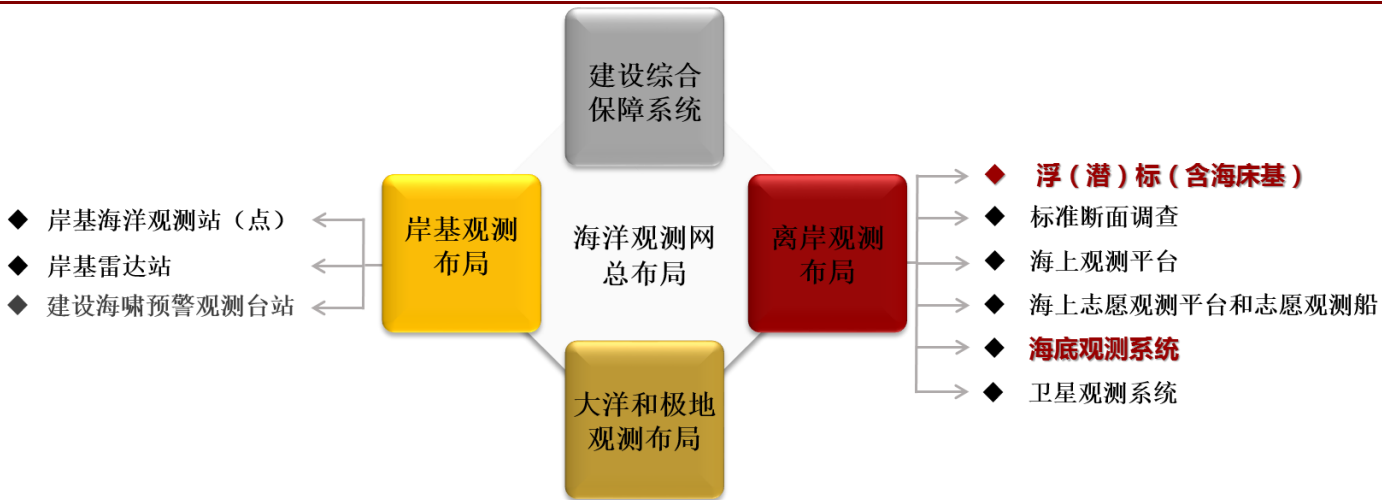 建设综合
保障系统
岸基观测
布局
◆ 岸基海洋观测站（点）
◆ 岸基雷达站
◆ 建设海啸预警观测台站
海洋观测网
总布局
离岸观测
布局
◆ 浮（潜）标（含海床基）
◆ 标准断面调查
◆ 海上观测平台
◆ 海上志愿观测平台和志愿观测船
◆ 海底观测系统
◆ 卫星观测系统
大洋和极地
观测布局